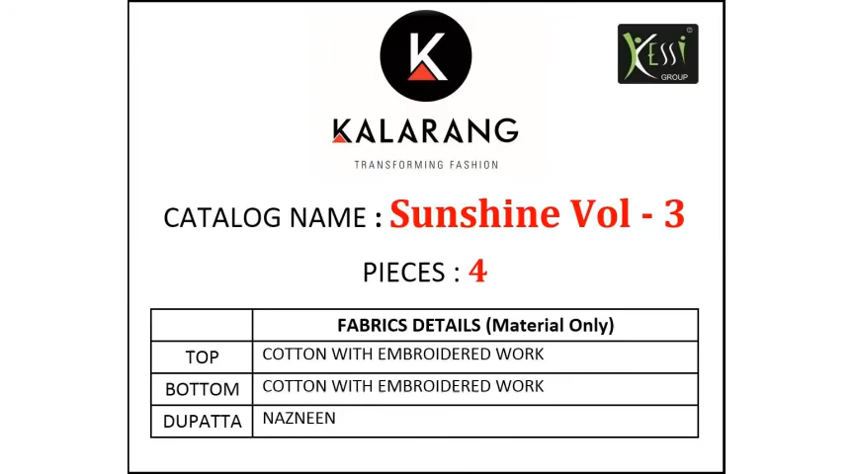 K
KESSI
GROUP
KALARANG
TRANSFORMING FASHION
CATALOG NAME : Sunshine Vol - 3
PIECES : 4
FABRICS DETAILS (Material Only)
TOP COTTON WITH EMBROIDERED WORK
BOTTOM COTTON WITH EMBROIDERED WORK
DUPATTA NAZNEEN